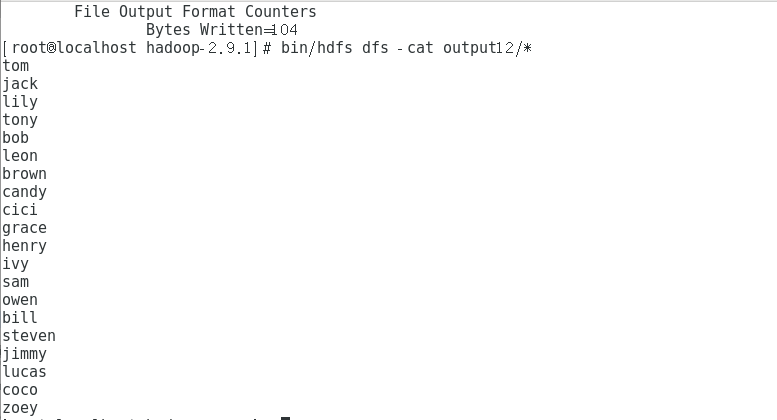 File Output Format Counters
Bytes Written=104
[root@localhost hadoop-2.9.1]# bin/hdfs dfs -cat output12/*
tom
jack
lily
tony
bob
leon
brown
candy
cici
grace
henry
ivy
sam
owen
bill
steven
jimmy
lucas
coco
zoey